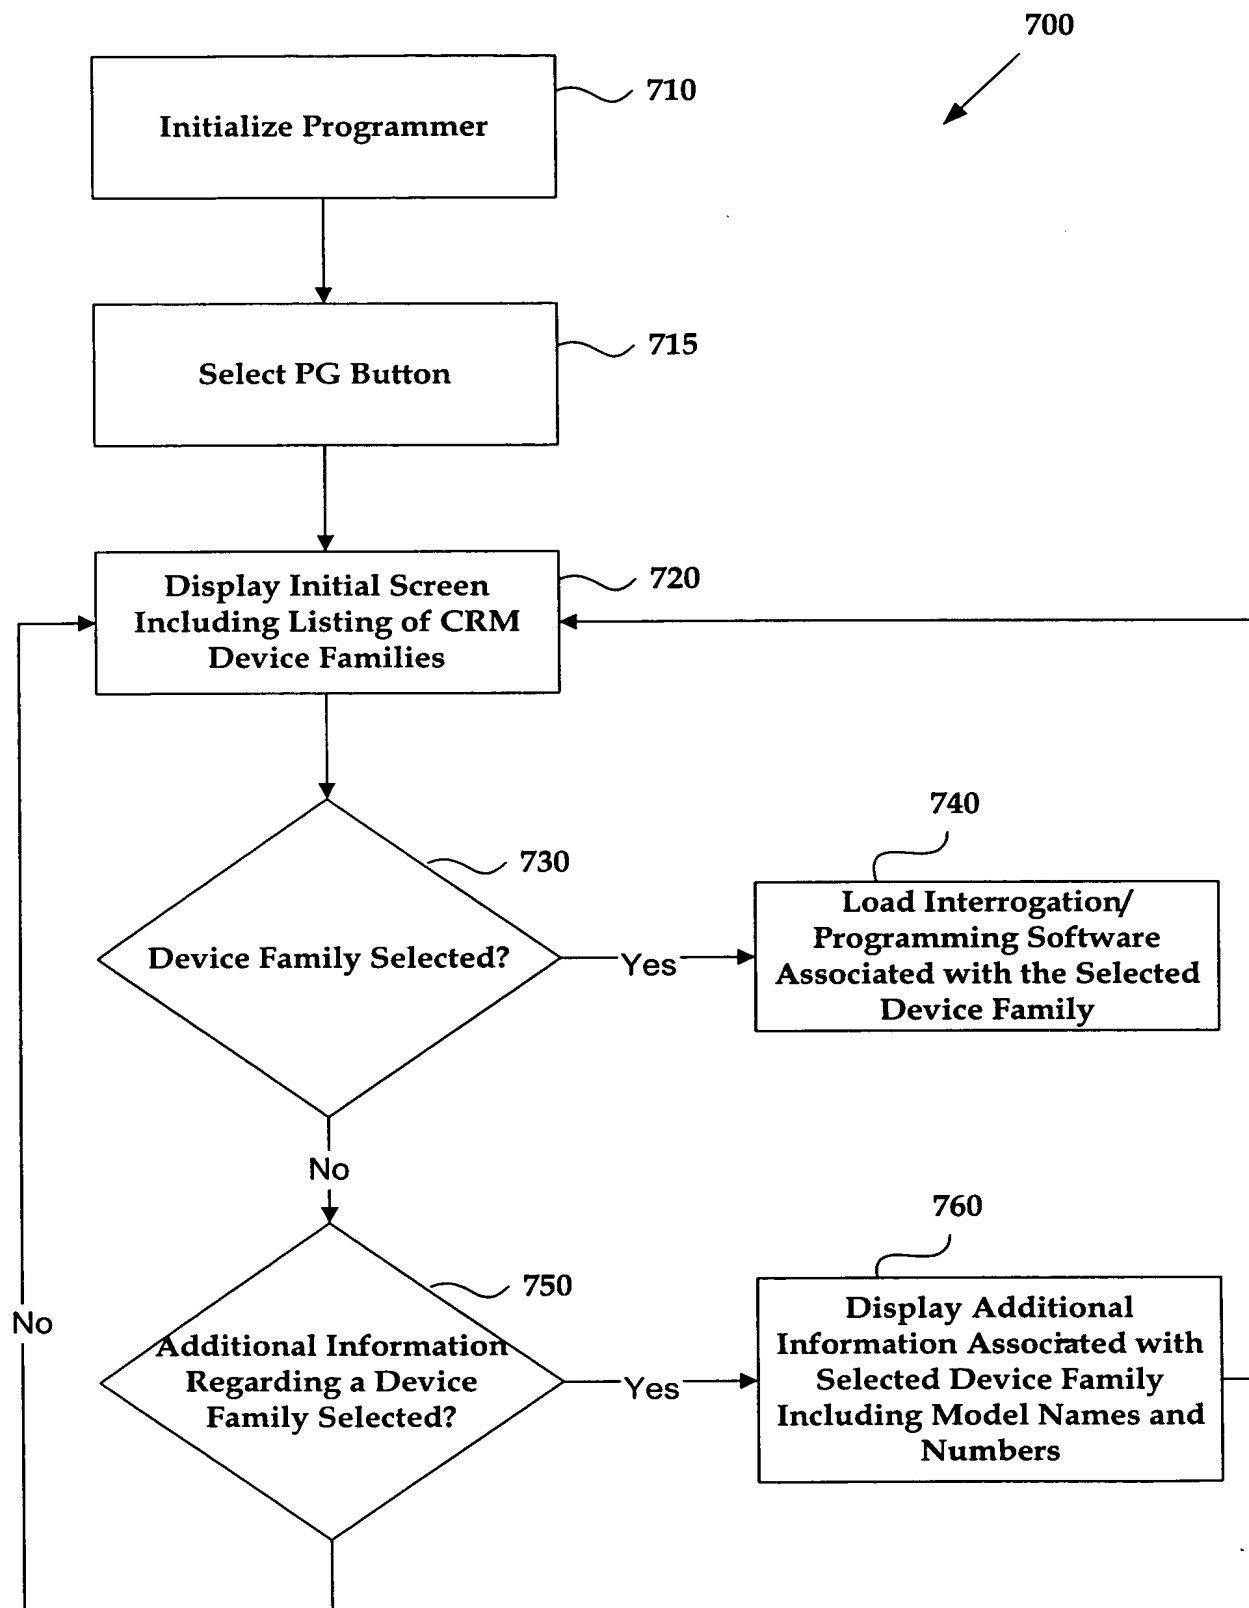 700
710
Initialize Programmer
715
Select PG Button
720
Display Initial Screen
Including Listing of CRM
Device Families
730
Device Family Selected?
Yes
740
Load Interrogation/
Programming Software
Associated with the Selected
Device Family
No
750
Additional Information
Regarding a Device
Family Selected?
Yes
760
Display Additional
Information Associated with
Selected Device Family
Including Model Names and
Numbers
No